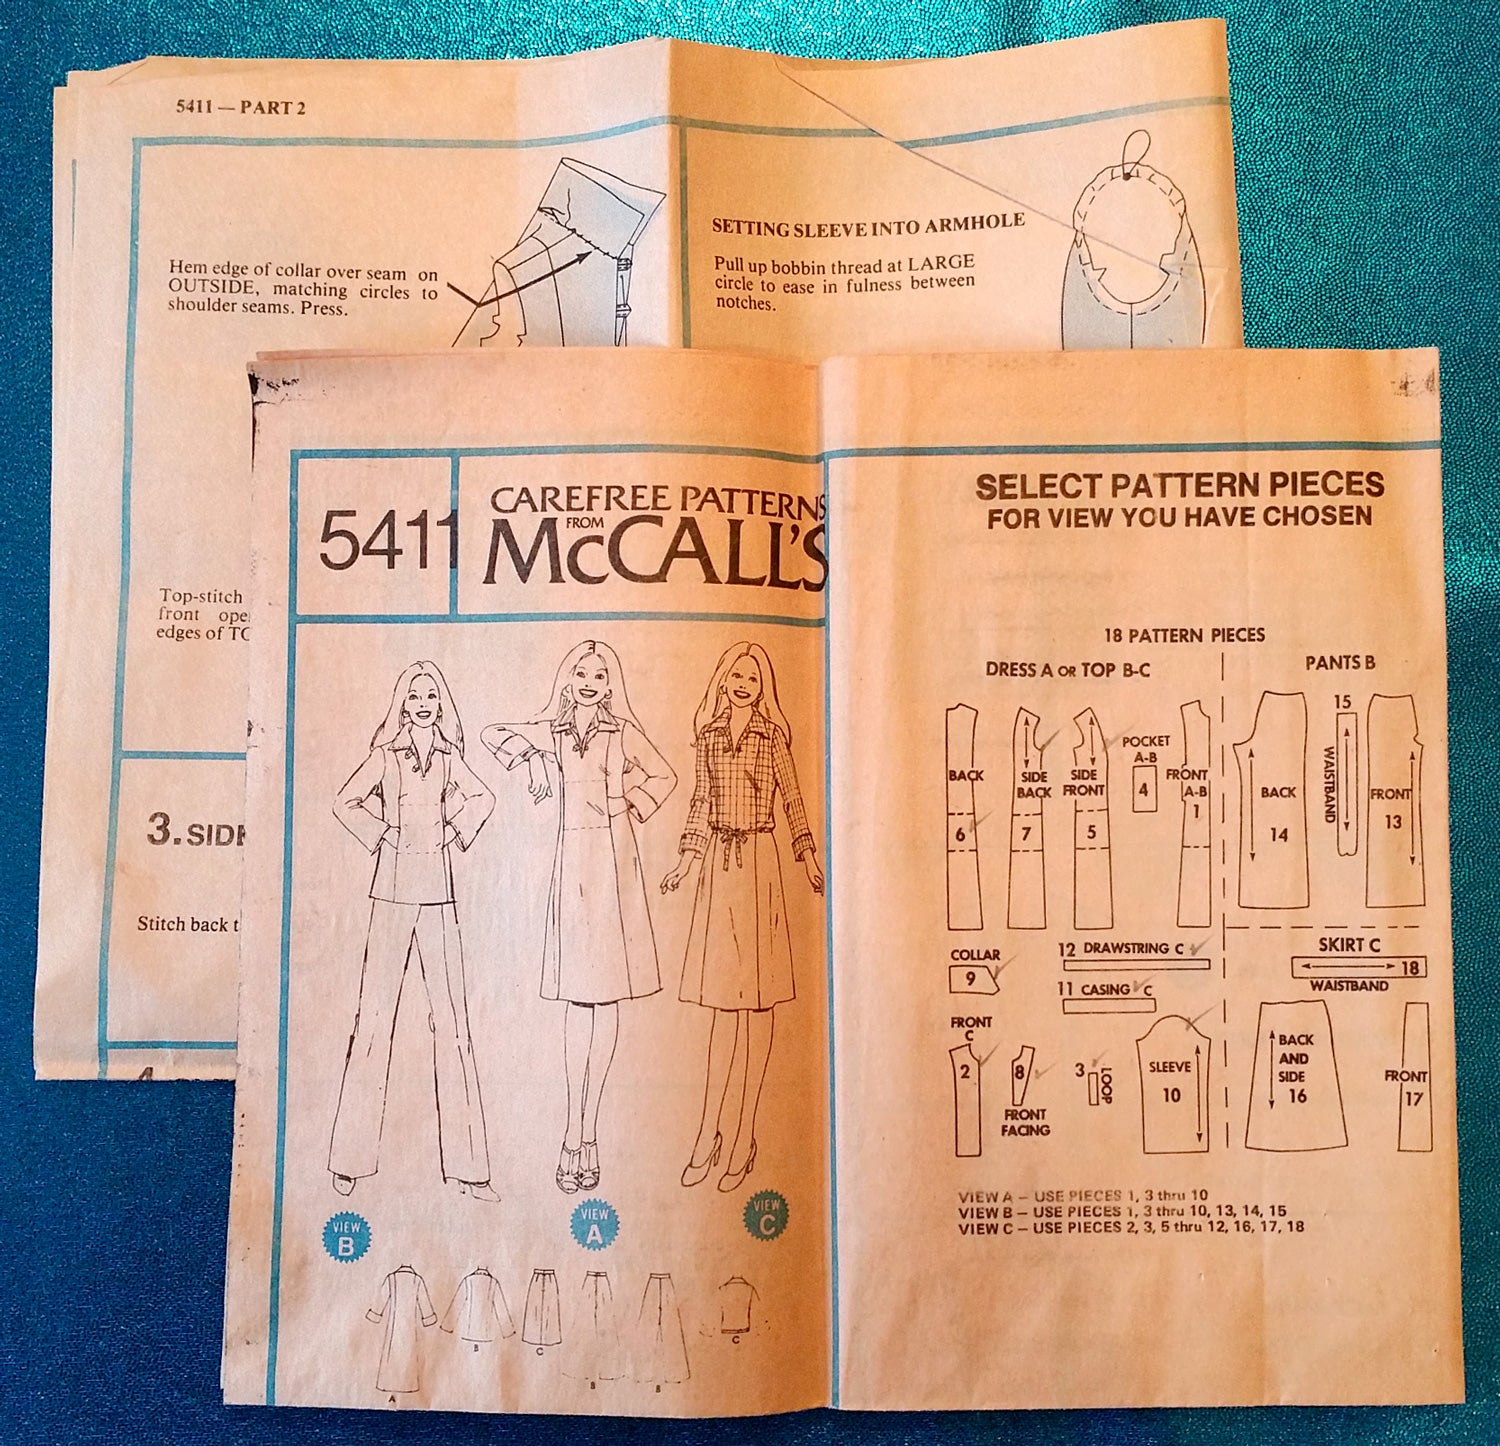 5411 — PART 2
Hem edge of collar over seam on
OUTSIDE, matching circles to
shoulder seams. Press.
SETTING SLEEVE INTO ARMHOLE
Pull up bobbin thread at LARGE
circle to ease in fulness between
notches.
Top-stitch
front
edges of
3.
Stitch back
5411
CAREFREE PATTERNS
FROM
McCALL'S
VIEW
B
VIEW
A
VIEW
C
A
B
C
B
B
C
SELECT PATTERN PIECES
FOR VIEW YOU HAVE CHOSEN
18 PATTERN PIECES
DRESS A OR TOP B-C
PANTS B
BACK
6
SIDE
BACK
7
SIDE
FRONT
5
POCKET
A-B
4
FRONT
A-B
1
BACK
14
15
WAISTBAND
FRONT
13
COLLAR
9
12 DRAWSTRING C
11 CASING C
SKIRT C
18
WAISTBAND
FRONT
C
2
8
FRONT
FACING
3
LOOP
SLEEVE
10
BACK
AND
SIDE
16
FRONT
17
VIEW A – USE PIECES 1, 3 thru 10
VIEW B – USE PIECES 1, 3 thru 10, 13, 14, 15
VIEW C – USE PIECES 2, 3, 5 thru 12, 16, 17, 18